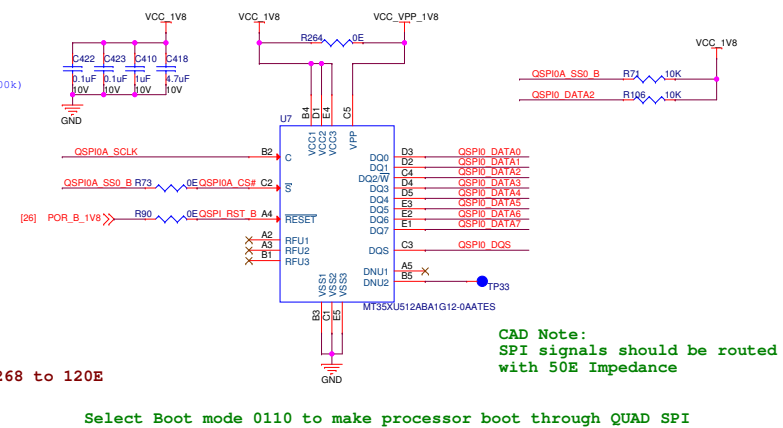 VCC_1V8
VCC_1V8
VCC_VPP_1V8
VCC_1V8
R264
0E
C422
C423
C410
C418
0.1uF
0.1uF
1uF
4.7uF
10V
10V
10V
10V
00k)
GND
QSPI0A_SS0_B
R71
10K
QSPI0_DATA2
R106
10K
B4
D1
E4
C5
U7
VCC1
VCC2
VCC3
VPP
QSPI0A_SCLK
B2
C
QSPI0A_SS0_B
R73
0E
QSPI0A_CS#
C2
S
[26]
POR_B_1V8
R90
0E
QSPI_RST_B
A4
RESET
A2
RFU1
A3
RFU2
B1
RFU3
DQ0
D3
QSPI0_DATA0
DQ1
D2
QSPI0_DATA1
DQ2/W
C4
QSPI0_DATA2
DQ3
D4
QSPI0_DATA3
DQ4
D5
QSPI0_DATA4
DQ5
E3
QSPI0_DATA5
DQ6
E2
QSPI0_DATA6
DQ7
E1
QSPI0_DATA7
DQS
C3
QSPI0_DQS
DNU1
A5
DNU2
B5
TP33
VSS1
VSS2
VSS3
B3
C1
E5
MT35XU512ABA1G12-0AATES
GND
CAD Note:
SPI signals should be routed
with 50E Impedance
268 to 120E
Select Boot mode 0110 to make processor boot through QUAD SPI